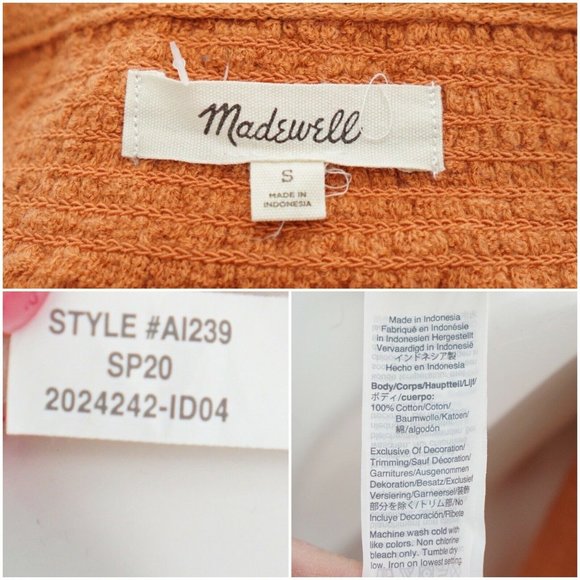 Madewell
S
MADE IN
INDONESIA
STYLE #AI239
SP20
2024242-ID04
Made in Indonesia
Fabriqué en Indonésie
in Indonesien Hergestellt
Vervaardigd in Indonesië
インドネシア製
Hecho en Indonesia
Body/Corps/Hauptteil/Lijf/
ボディ/cuerpo:
100% Cotton/Coton/
Baumwolle/Katoen/
綿/algodón
Exclusive Of Decoration/
Trimming/Sauf Décoration/
Garnitures/Ausgenommen
Dekoration/Besatz/Exclusief
Versiering/Garneersel/装飾
部分を除く/トリム部/No
Incluye Decoración/Ribete
Machine wash cold with
like colors. Non chlorine
bleach only. Tumble dry
low. Iron on lowest setting.